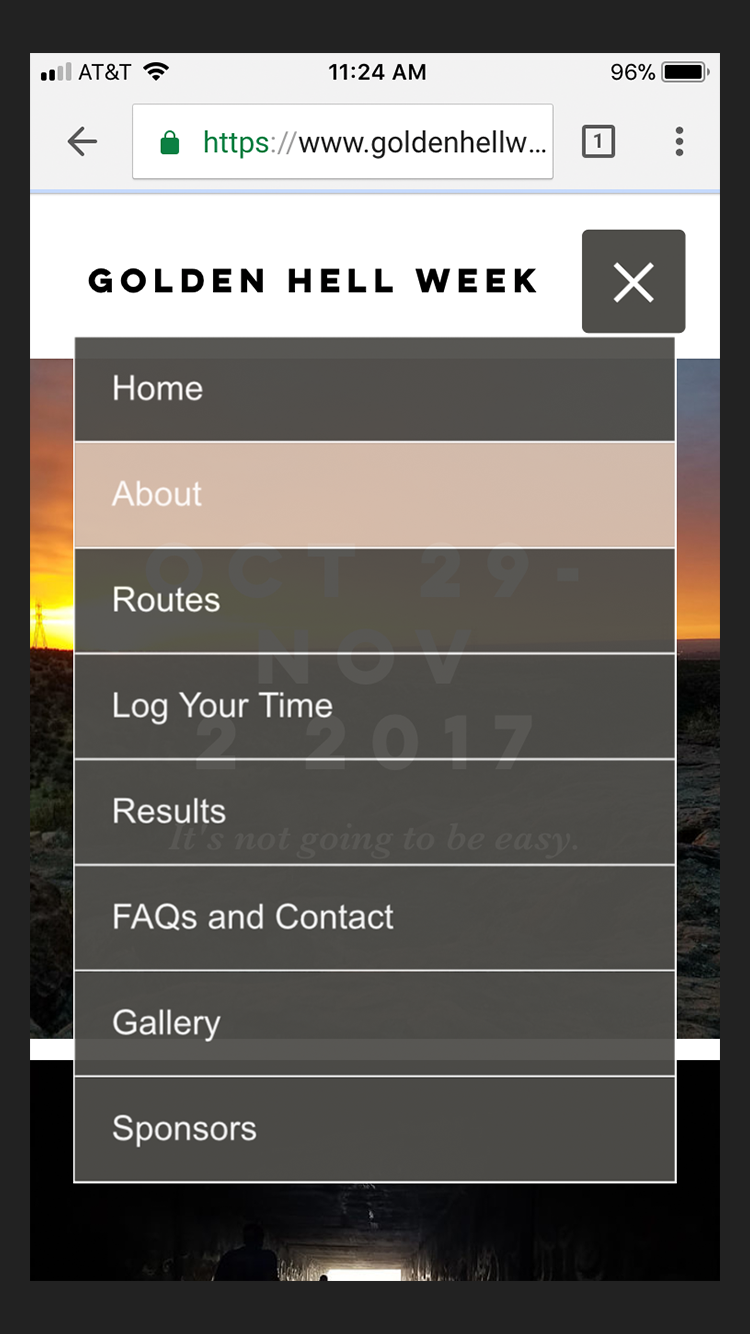 AT&T 11:24 AM 96%
https://www.goldenhellw... 1
GOLDEN HELL WEEK
Home
About
OCT 29-
Routes
NOV
Log Your Time
2 2017
Results
It's not going to be easy.
FAQs and Contact
Gallery
Sponsors